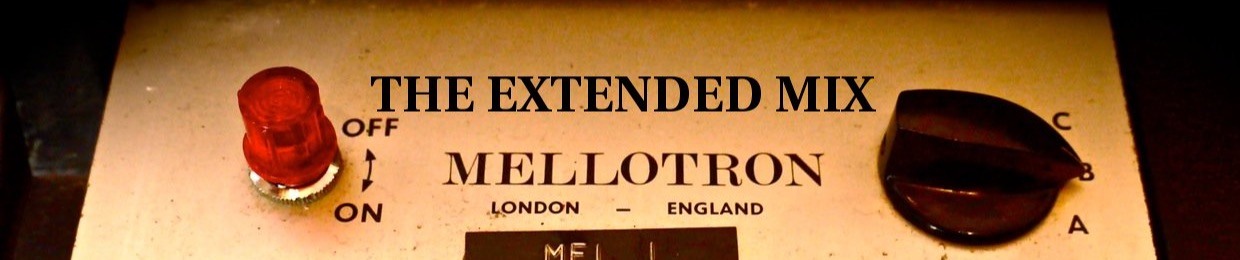 THE EXTENDED MIX
OFF
ON
MELLOTRON
LONDON — ENGLAND
C
B
A